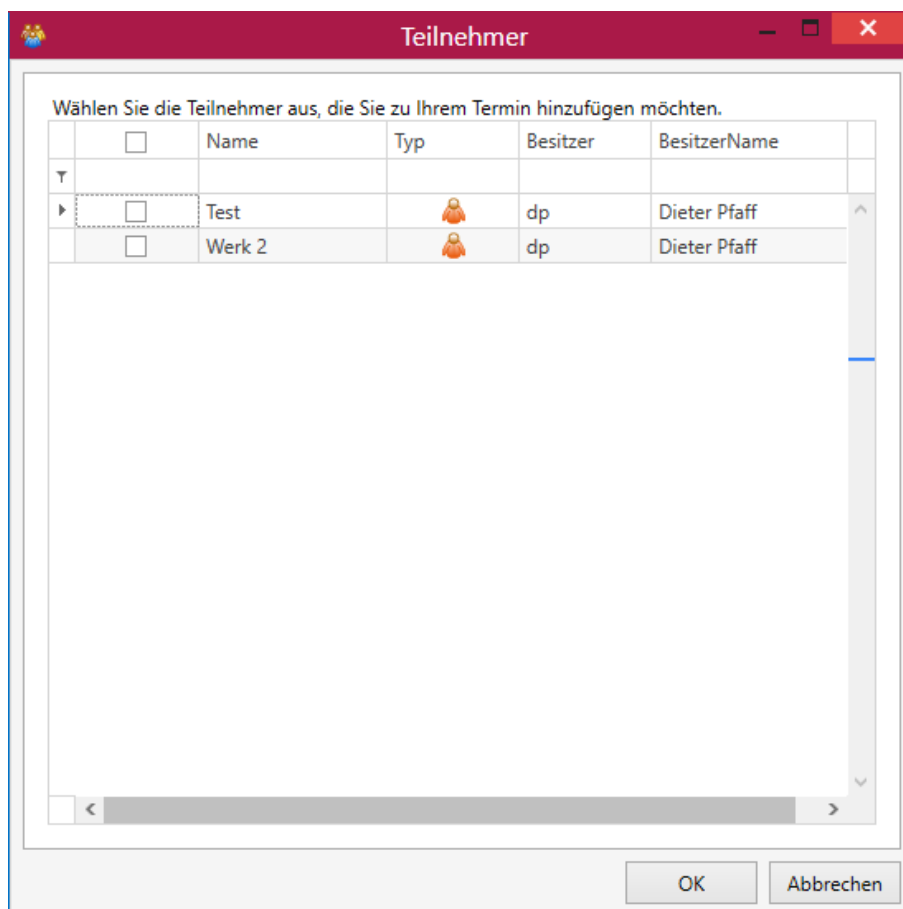 Teilnehmer
Wählen Sie die Teilnehmer aus, die Sie zu Ihrem Termin hinzufügen möchten.
Name Typ Besitzer BesitzerName
Test dp Dieter Pfaff
Werk 2 dp Dieter Pfaff
OK Abbrechen